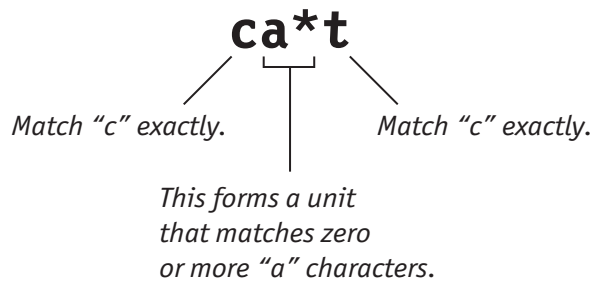 ca*t
Match “c” exactly.
Match “c” exactly.
This forms a unit
that matches zero
or more “a” characters.